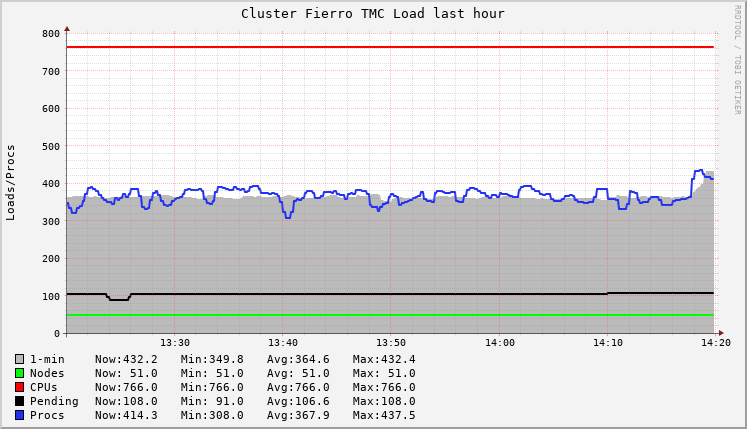 Cluster Fierro TMC Load last hour
RRDTOOL / TOBI OETIKER
Loads/Procs
800
700
600
500
400
300
200
100
0
13:30 13:40 13:50 14:00 14:10 14:20
1-min Now:432.2 Min:349.8 Avg:364.6 Max:432.4
Nodes Now: 51.0 Min: 51.0 Avg: 51.0 Max: 51.0
CPUs Now:766.0 Min:766.0 Avg:766.0 Max:766.0
Pending Now:108.0 Min: 91.0 Avg:106.6 Max:108.0
Procs Now:414.3 Min:308.0 Avg:367.9 Max:437.5